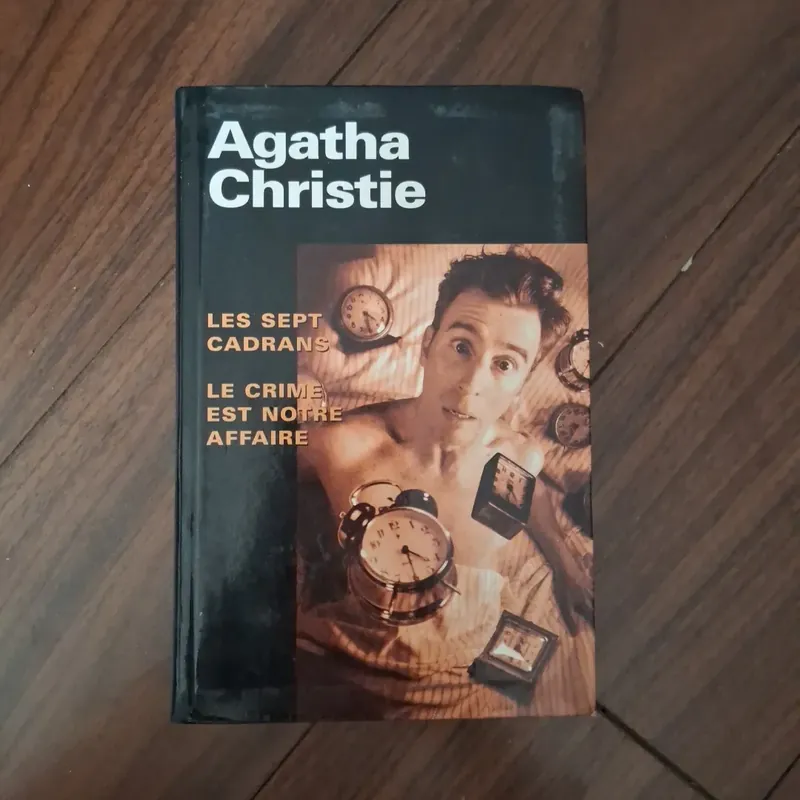 Agatha
Christie
LES SEPT
CADRANS
LE CRIME
EST NOTRE
AFFAIRE